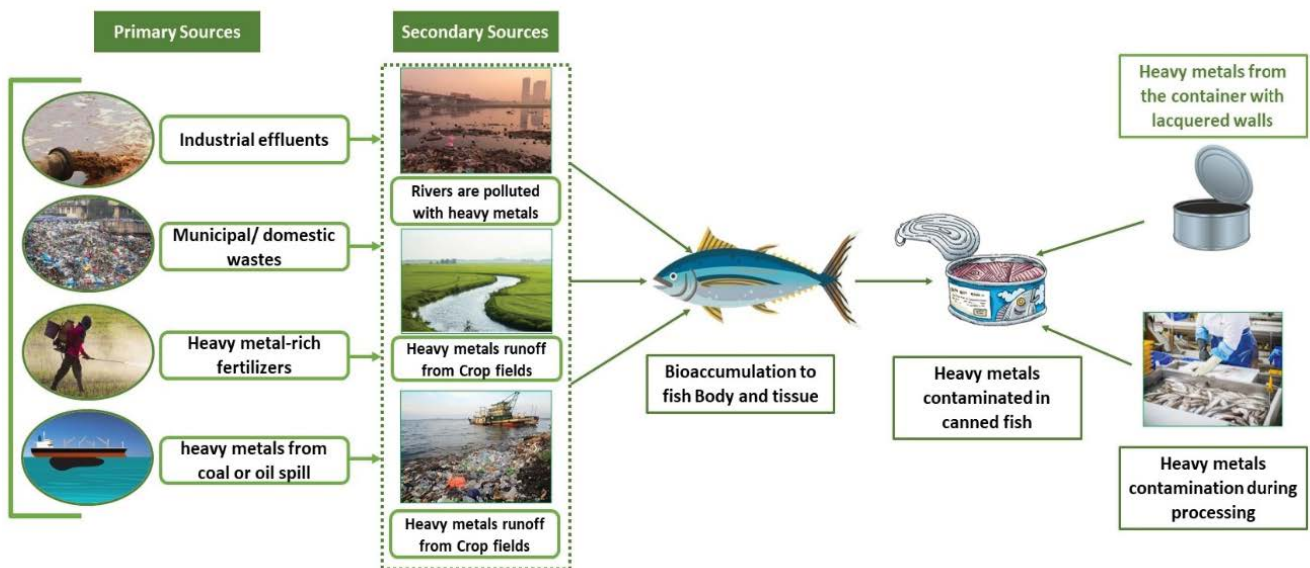 Primary Sources
Secondary Sources
Industrial effluents
Municipal/ domestic
wastes
Heavy metal-rich
fertilizers
heavy metals from
coal or oil spill
Rivers are polluted
with heavy metals
Heavy metals runoff
from Crop fields
Heavy metals runoff
from Crop fields
Bioaccumulation to
fish Body and tissue
Heavy metals
contaminated in
canned fish
Heavy metals from
the container with
lacquered walls
Heavy metals
contamination during
processing